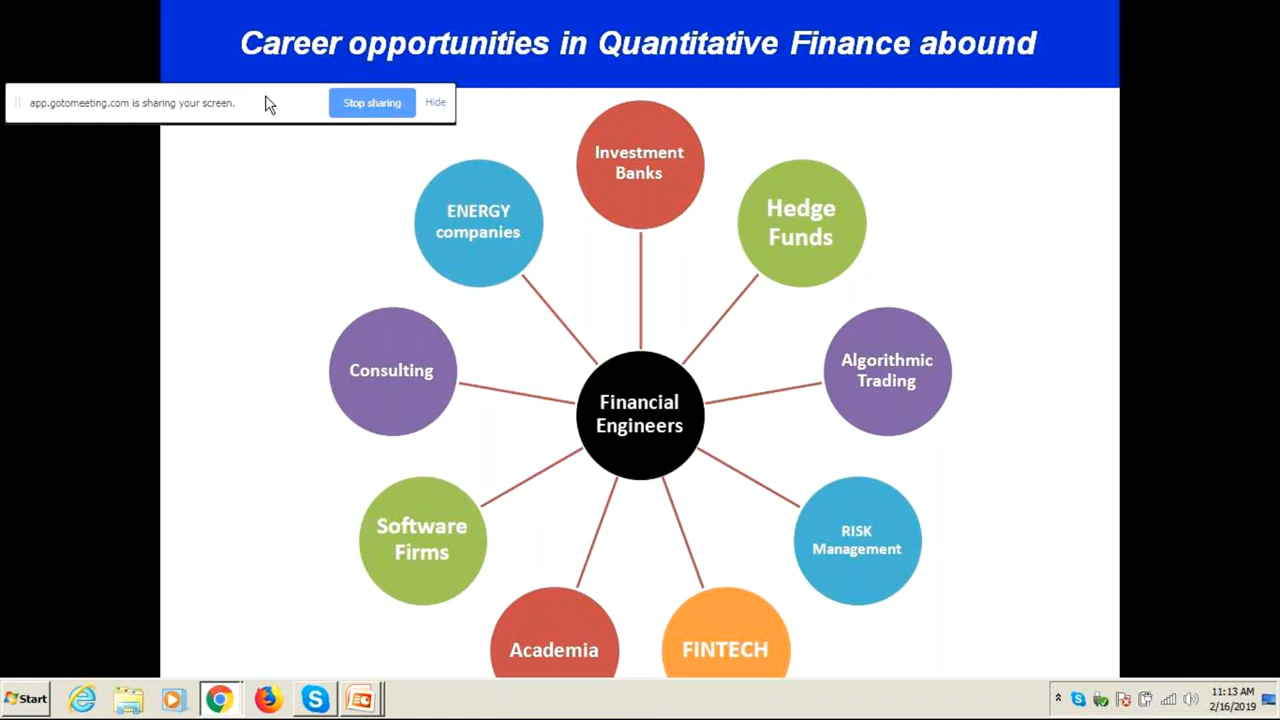 Career opportunities in Quantitative Finance abound
app.gotomeeting.com is sharing your screen.
Stop sharing
Hide
Investment
Banks
ENERGY
companies
Hedge
Funds
Consulting
Algorithmic
Trading
Financial
Engineers
Software
Firms
RISK
Management
Academia
FINTECH
Start
11:13 AM
2/16/2019